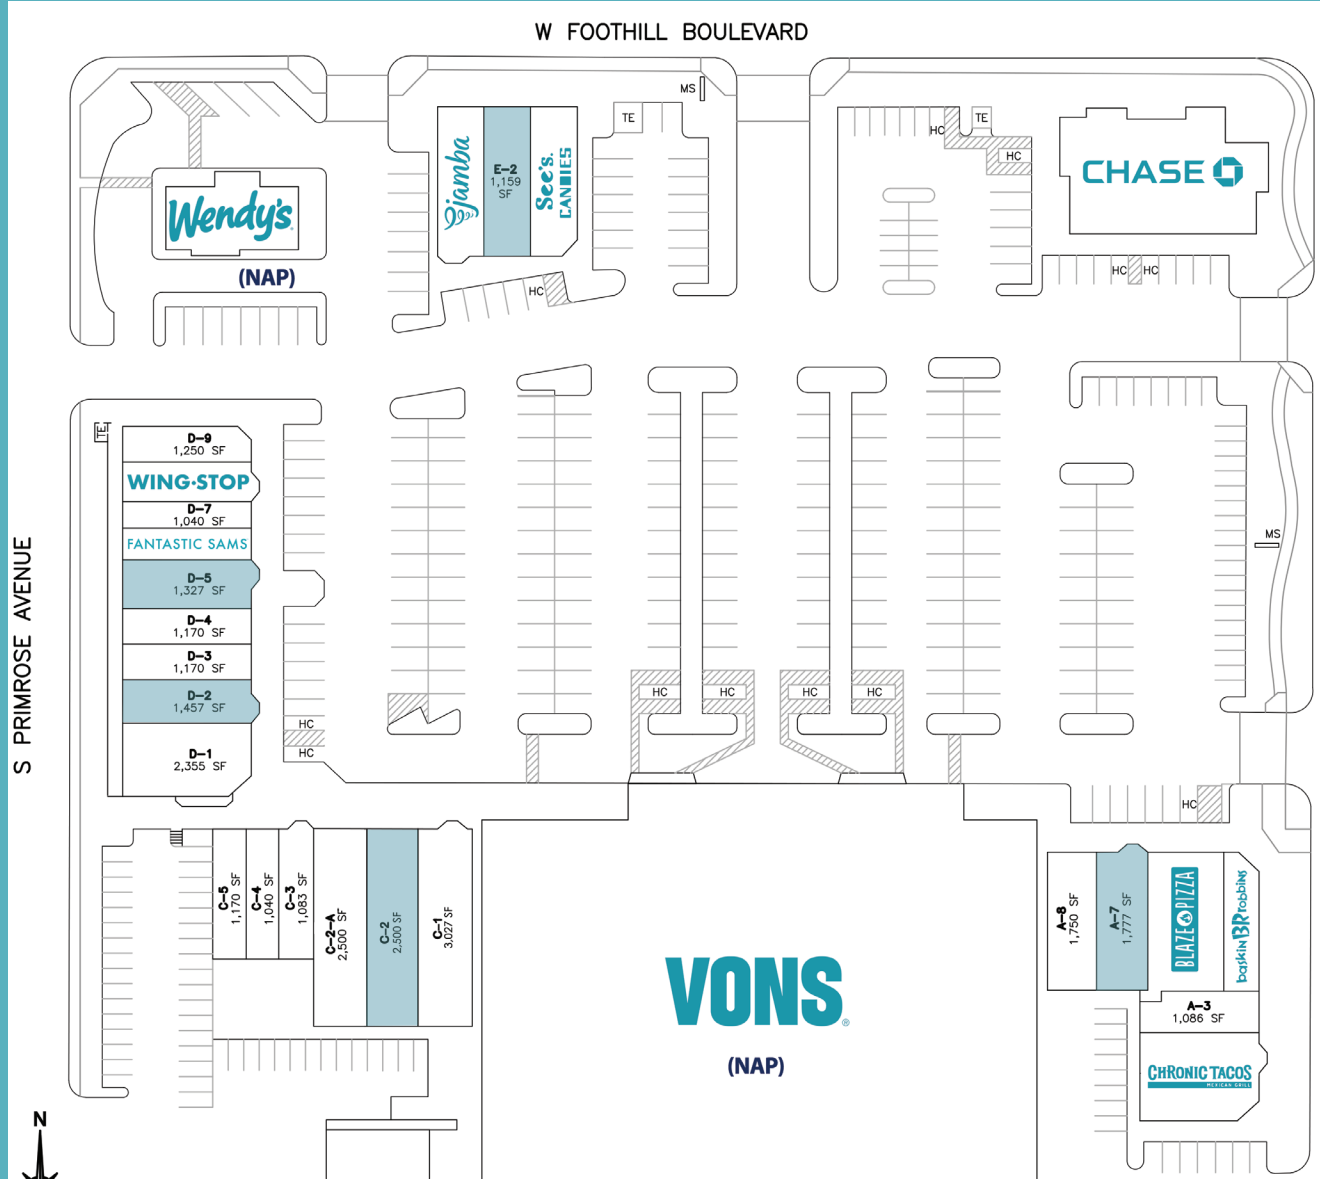 W FOOTHILL BOULEVARD
MS
TE
TE
HC
HC
Wendy's
(NAP)
jamba
E-2
1,159
SF
See's
CANDIES
CHASE
HC
HC HC
S PRIMROSE AVENUE
TE
D-9
1,250 SF
WING·STOP
D-7
1,040 SF
FANTASTIC SAMS
D-5
1,327 SF
D-4
1,170 SF
D-3
1,170 SF
D-2
1,457 SF
D-1
2,355 SF
HC
HC
HC
HC
HC
HC
MS
HC
C-5
1,170 SF
C-4
1,040 SF
C-3
1,083 SF
C-2-A
2,500 SF
C-2
2,500 SF
C-1
3,027 SF
VONS®
(NAP)
A-8
1,750 SF
A-7
1,777 SF
BLAZE PIZZA
baskin BR robbins
A-3
1,086 SF
CHRONIC TACOS
MEXICAN GRILL
N